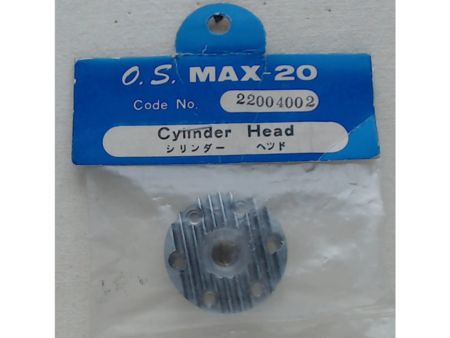 O.S. MAX-20
Code No. 22004002
Cylinder Head
シリンダー ヘッド